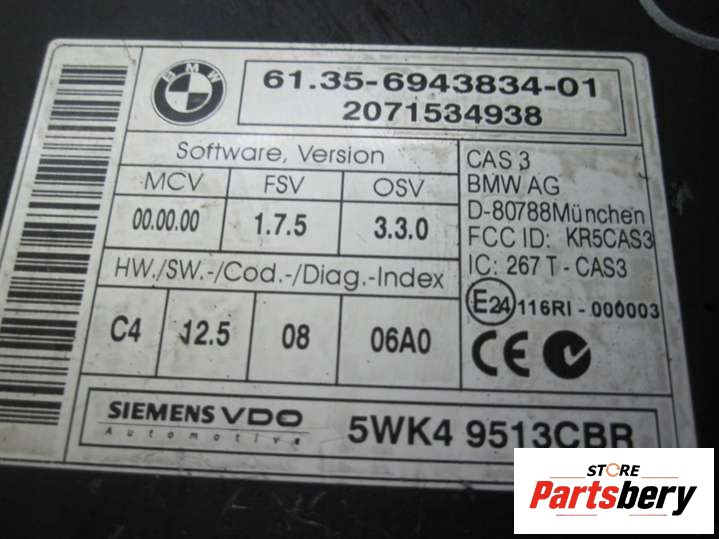 BMW
61.35-6943834-01
2071534938
Software, Version
MCV FSV OSV
00.00.00 1.7.5 3.3.0
HW./SW.-/Cod.-/Diag.-Index
C4 12.5 08 06A0
CAS 3
BMW AG
D-80788München
FCC ID: KR5CAS3
IC: 267 T - CAS3
E24 116RI - 000003
CE
SIEMENS VDO
Automotive
5WK4 9513CBR
STORE
Partsbery